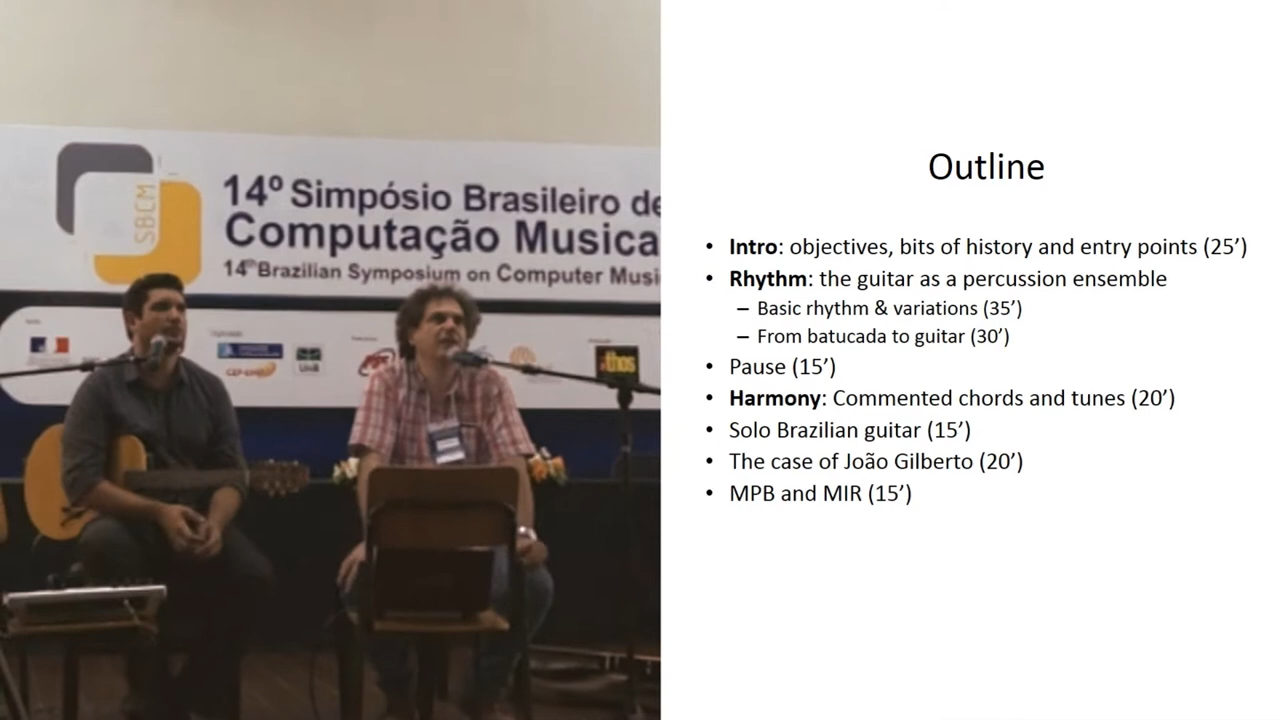 SBCM
14º Simpósio Brasileiro de
Computação Musica
14th Brazilian Symposium on Computer Musi
UnB
Outline
• Intro: objectives, bits of history and entry points (25’)
• Rhythm: the guitar as a percussion ensemble
– Basic rhythm & variations (35’)
– From batucada to guitar (30’)
• Pause (15’)
• Harmony: Commented chords and tunes (20’)
• Solo Brazilian guitar (15’)
• The case of João Gilberto (20’)
• MPB and MIR (15’)